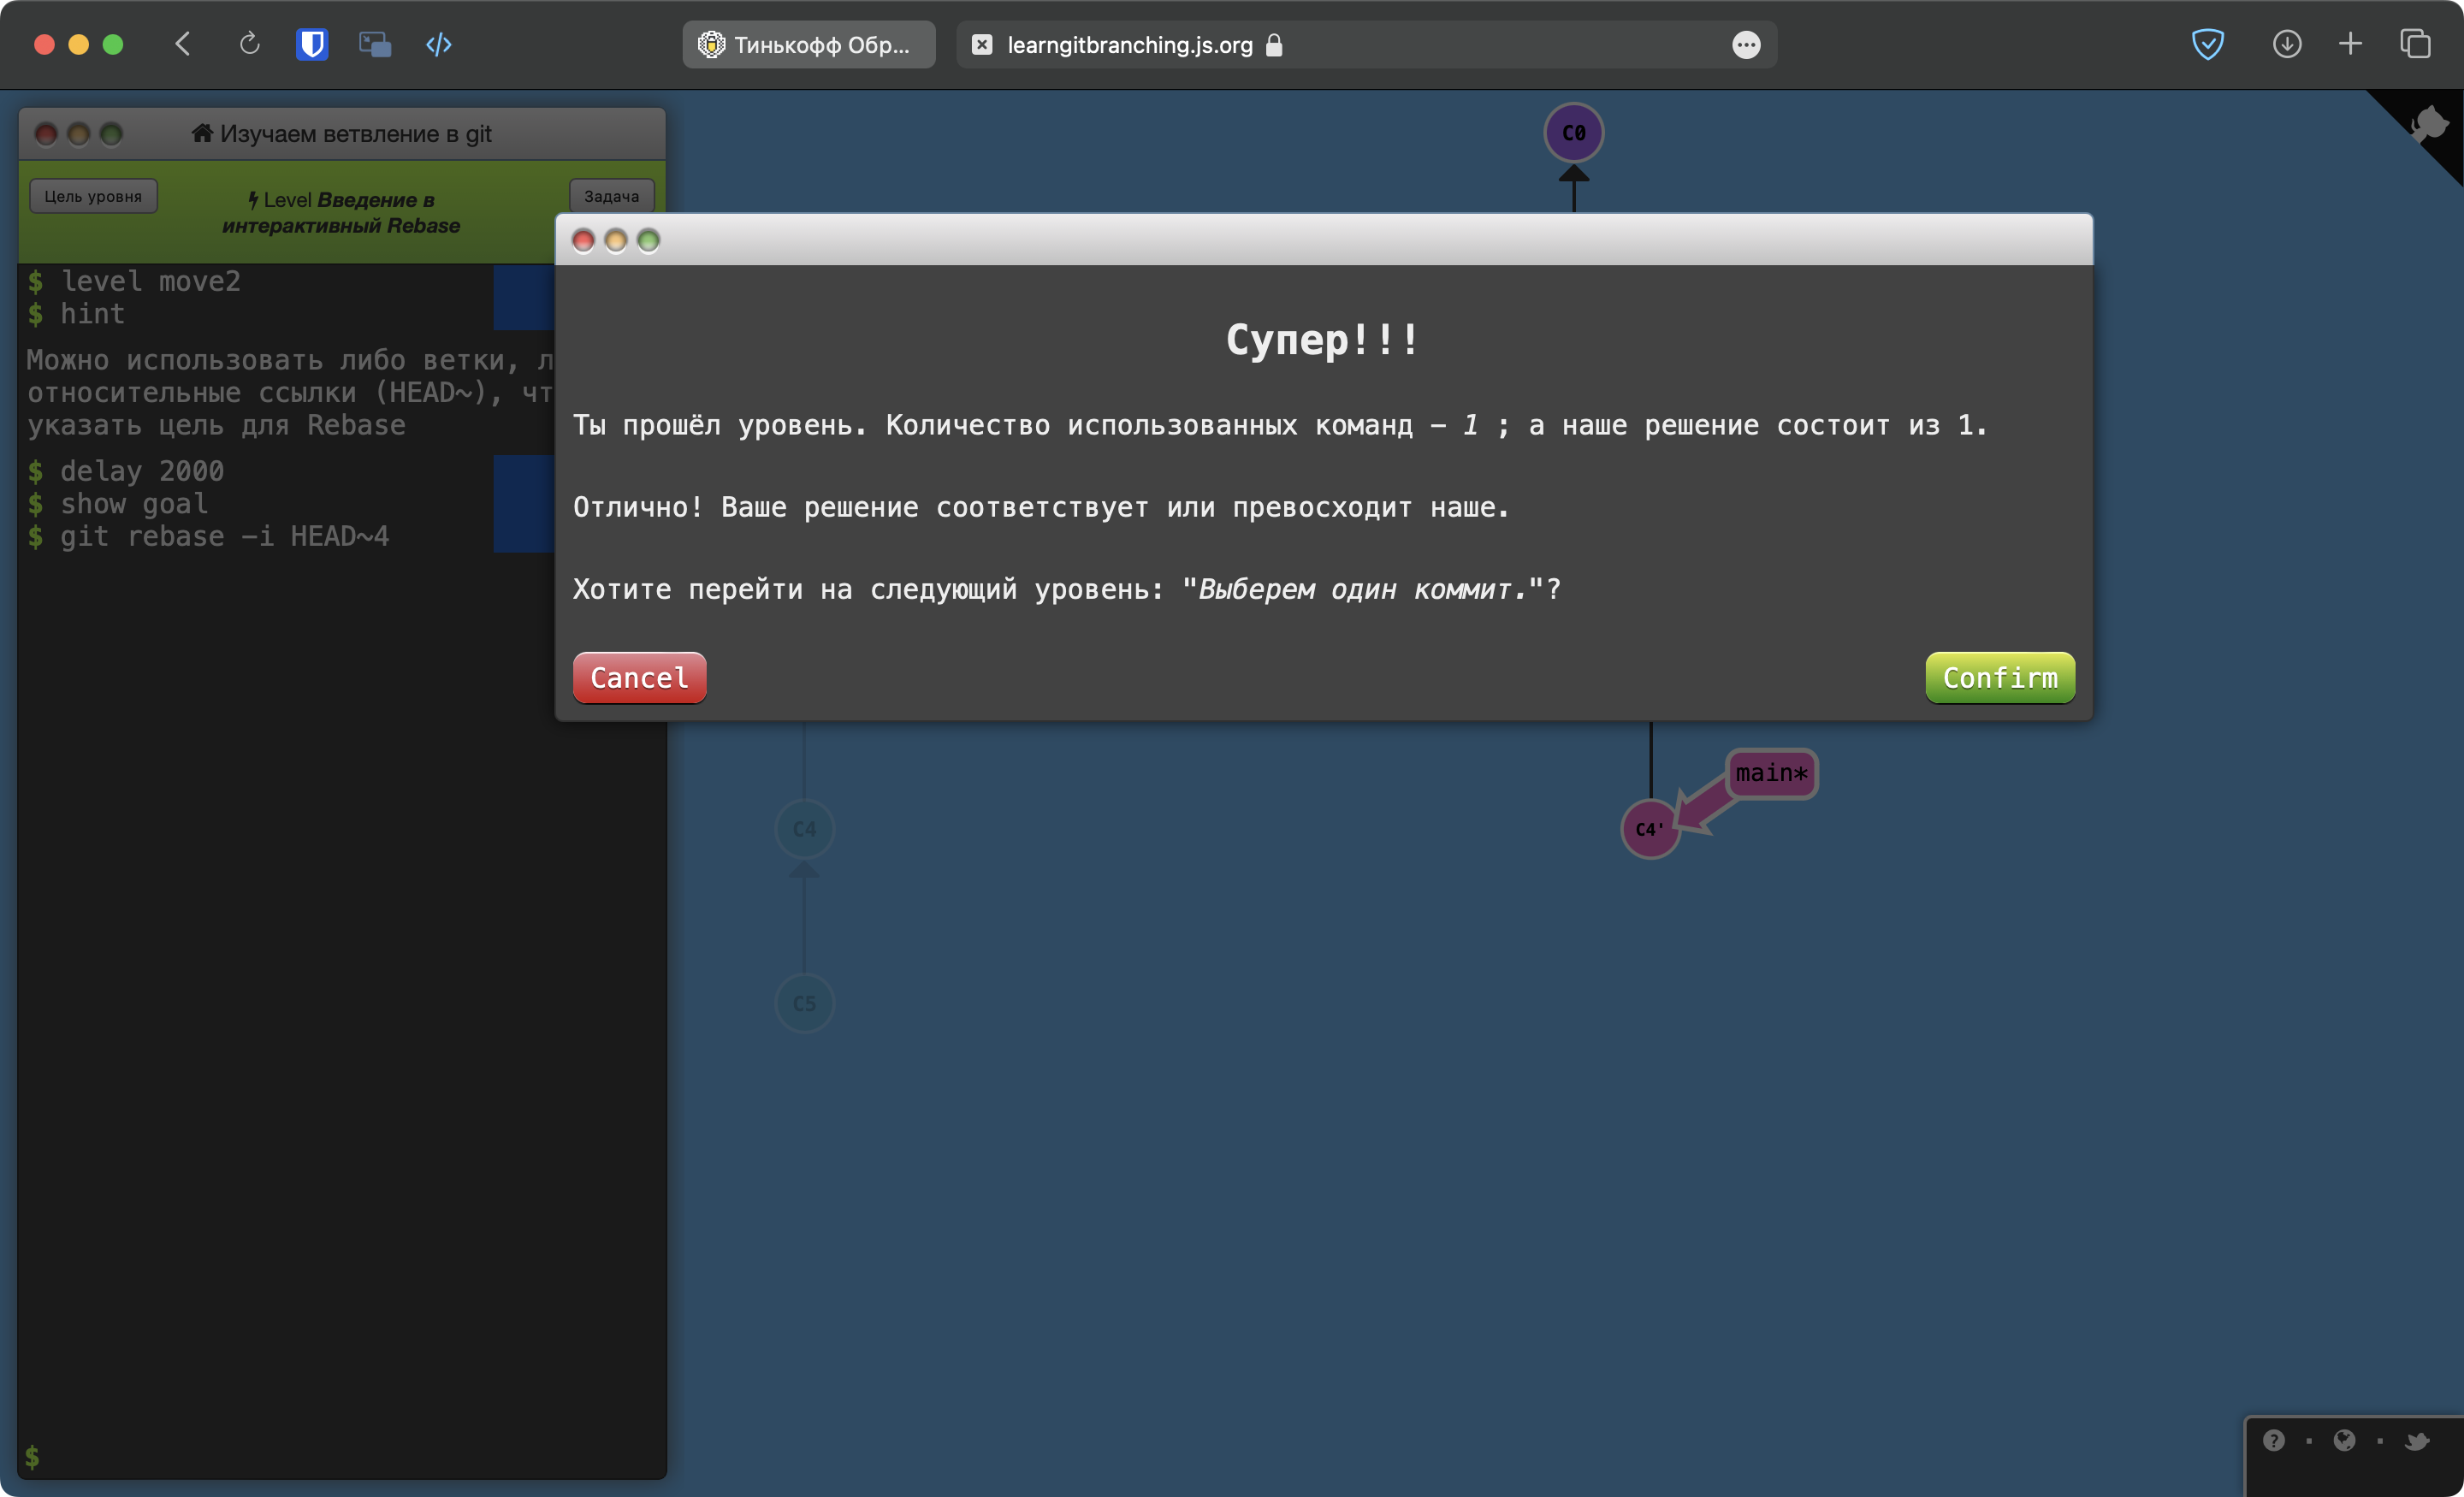 Тинькофф Обр...
learngitbranching.js.org
Изучаем ветвление в git
Цель уровня
Level Введение в
интерактивный Rebase
Задача
$ level move2
$ hint
Можно использовать либо ветки, л
относительные ссылки (HEAD~), чт
указать цель для Rebase
$ delay 2000
$ show goal
$ git rebase -i HEAD~4
$
C0
Супер!!!
Ты прошёл уровень. Количество использованных команд – 1 ; а наше решение состоит из 1.
Отлично! Ваше решение соответствует или превосходит наше.
Хотите перейти на следующий уровень: "Выберем один коммит."?
Cancel
Confirm
main*
C4
C4'
C5